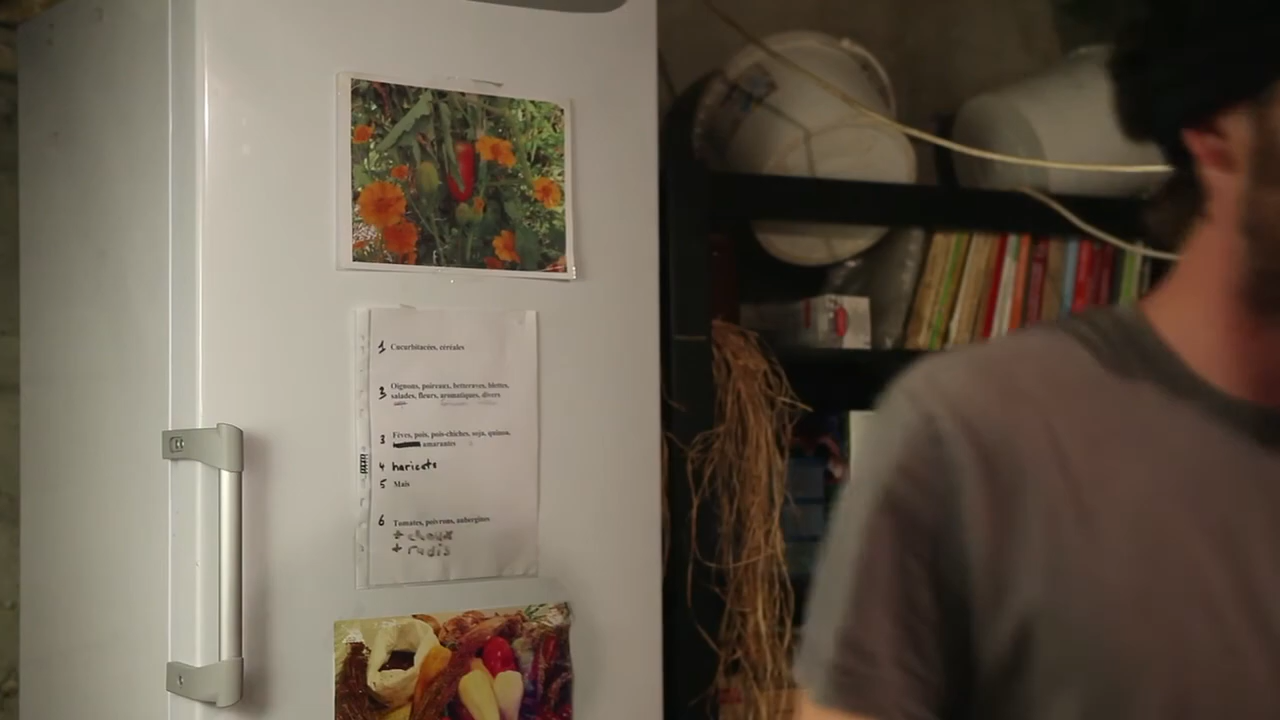 1 Cucurbitacées, céréales
3 Oignons, poireaux, betteraves, blettes,
salades, fleurs, aromatiques, divers
3 Fèves, pois, pois-chiches, soja, quinoa,
amarantes
4 haricots
5 Maïs
6 Tomates, poivrons, aubergines
+ choux
+ radis